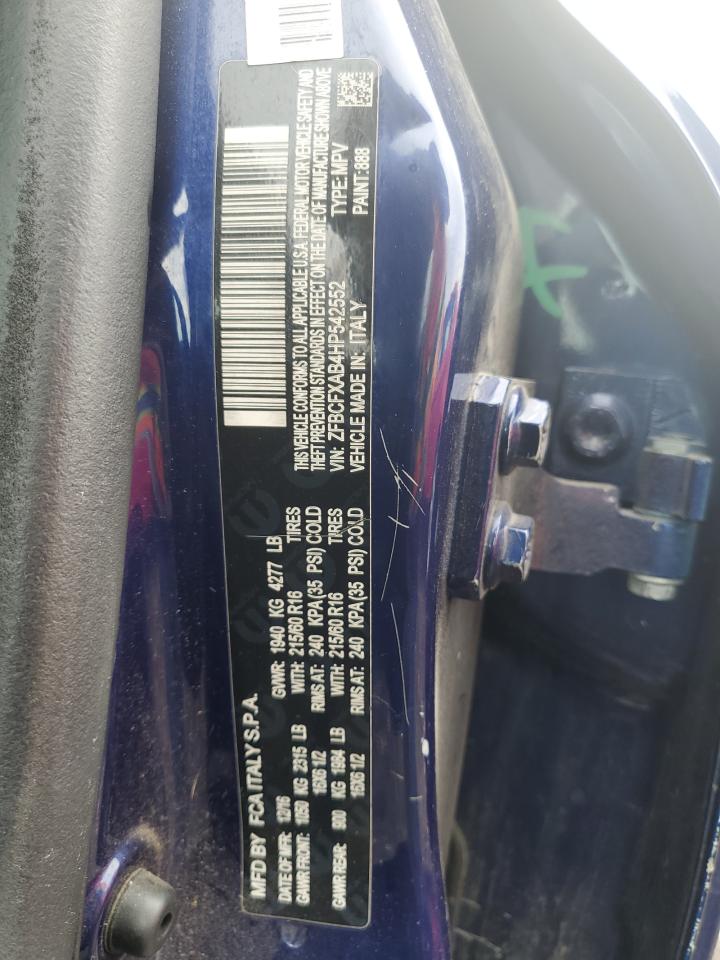 MFD BY FCA ITALY S.P.A.
DATE OF MFR: 12/16 GWWR: 1940 KG 4277 LB
GAWR FRONT: 1050 KG 2315 LB WITH: 215/60 R16 TIRES
16X6 1/2 RIMS AT: 240 KPA(35 PSI) COLD
GAWR REAR: 900 KG 1984 LB WITH: 215/60 R16 TIRES
16X6 1/2 RIMS AT: 240 KPA(35 PSI) COLD
THIS VEHICLE CONFORMS TO ALL APPLICABLE U.S.A. FEDERAL MOTOR VEHICLE SAFETY AND
THEFT PREVENTION STANDARDS IN EFFECT ON THE DATE OF MANUFACTURE SHOWN ABOVE
VIN: ZFBCFXAB4HP542552 TYPE: MPV
VEHICLE MADE IN: ITALY PAINT: 888